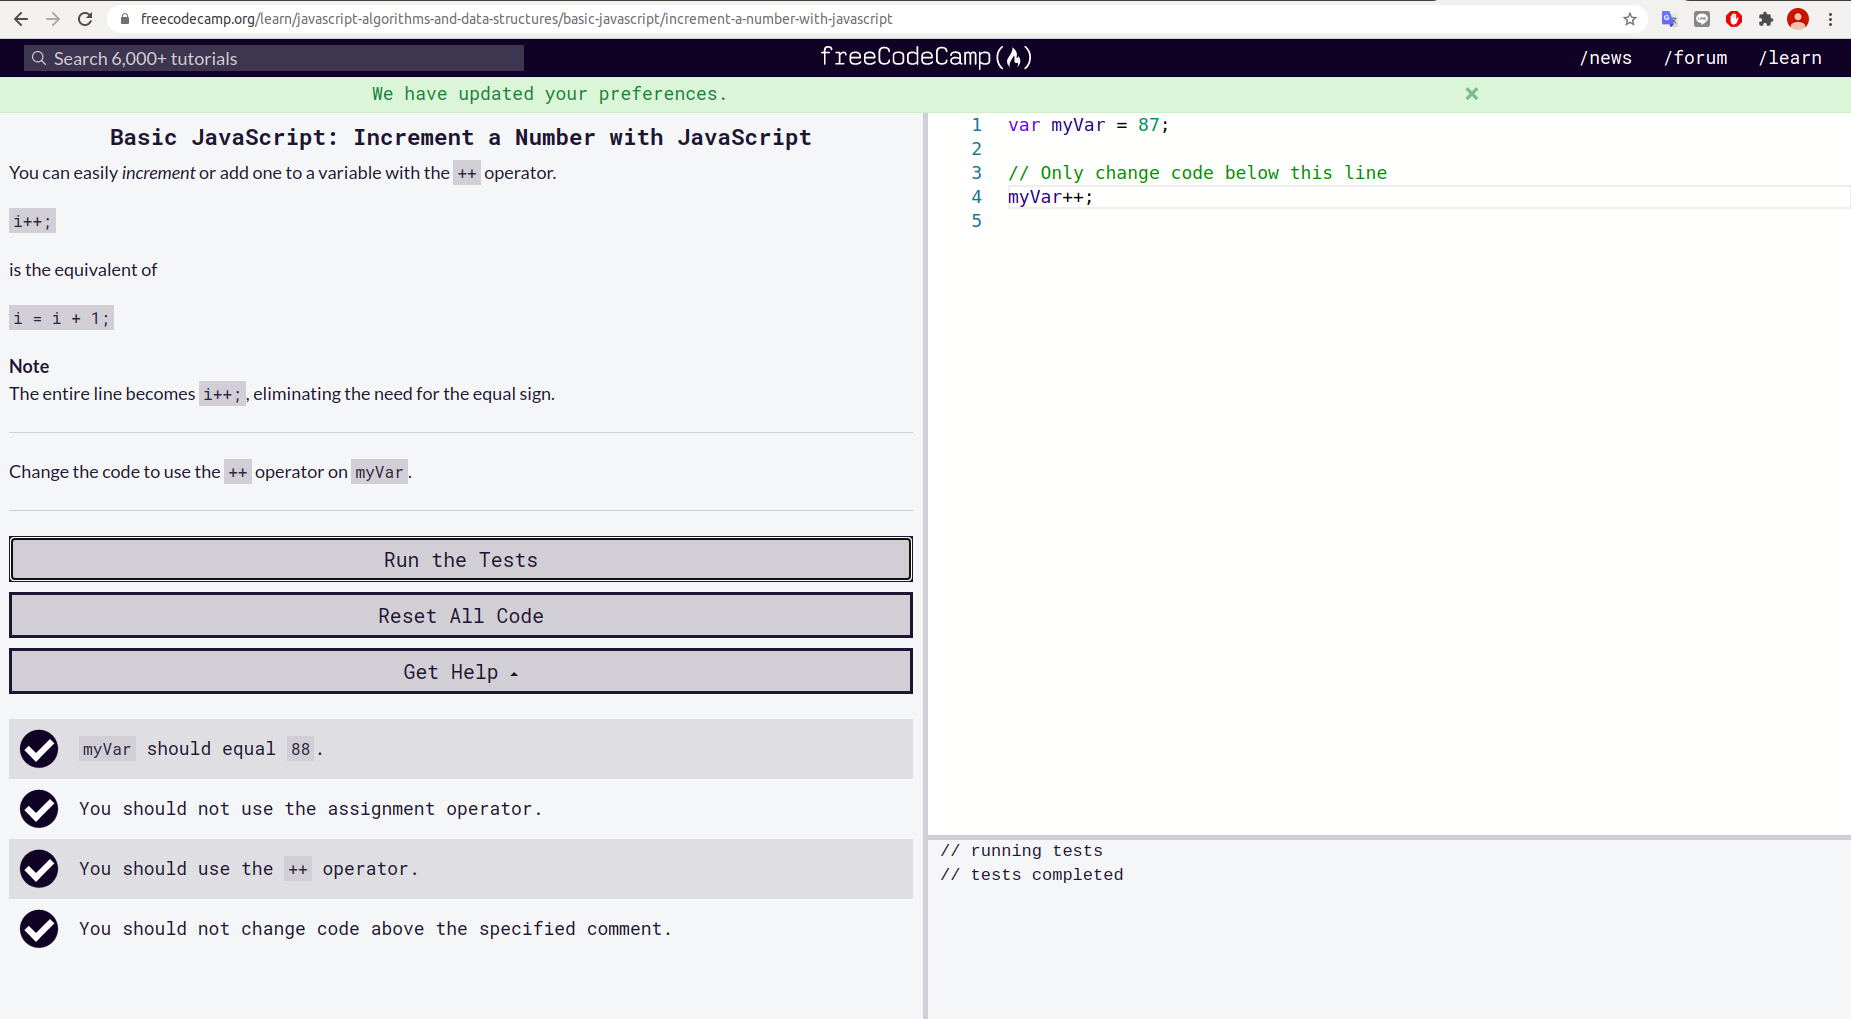 freecodecamp.org/learn/javascript-algorithms-and-data-structures/basic-javascript/increment-a-number-with-javascript
Search 6,000+ tutorials
freeCodeCamp
/news
/forum
/learn
We have updated your preferences.
×
Basic JavaScript: Increment a Number with JavaScript
You can easily increment or add one to a variable with the ++ operator.
i++;
is the equivalent of
i = i + 1;
Note
The entire line becomes i++;, eliminating the need for the equal sign.
Change the code to use the ++ operator on myVar.
Run the Tests
Reset All Code
Get Help
myVar should equal 88.
You should not use the assignment operator.
You should use the ++ operator.
You should not change code above the specified comment.
1 var myVar = 87;
2
3 // Only change code below this line
4 myVar++;
5
// running tests
// tests completed